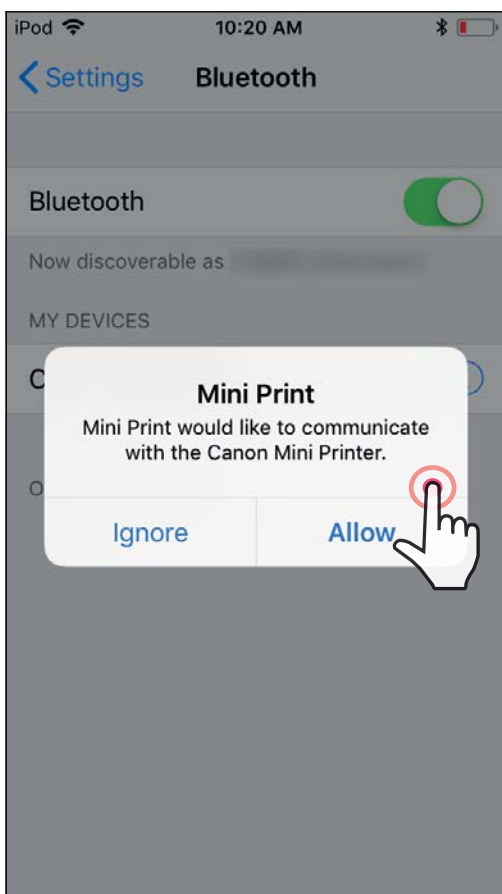 iPod 10:20 AM
Settings Bluetooth
Bluetooth
Now discoverable as
MY DEVICES
C
Mini Print
Mini Print would like to communicate
with the Canon Mini Printer.
O
Ignore Allow